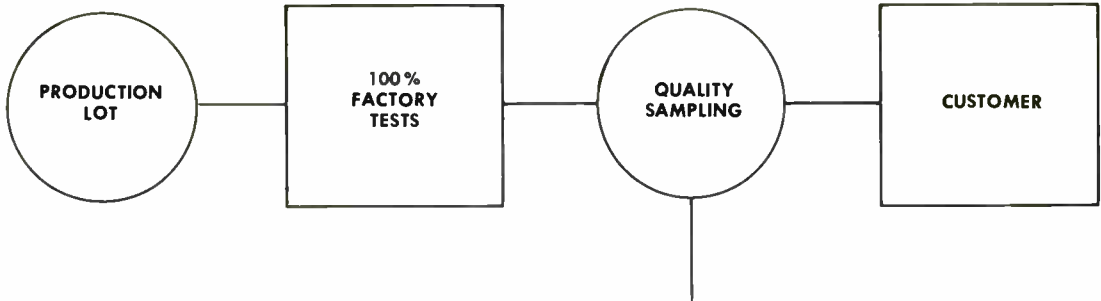 PRODUCTION
LOT
100%
FACTORY
TESTS
QUALITY
SAMPLING
CUSTOMER